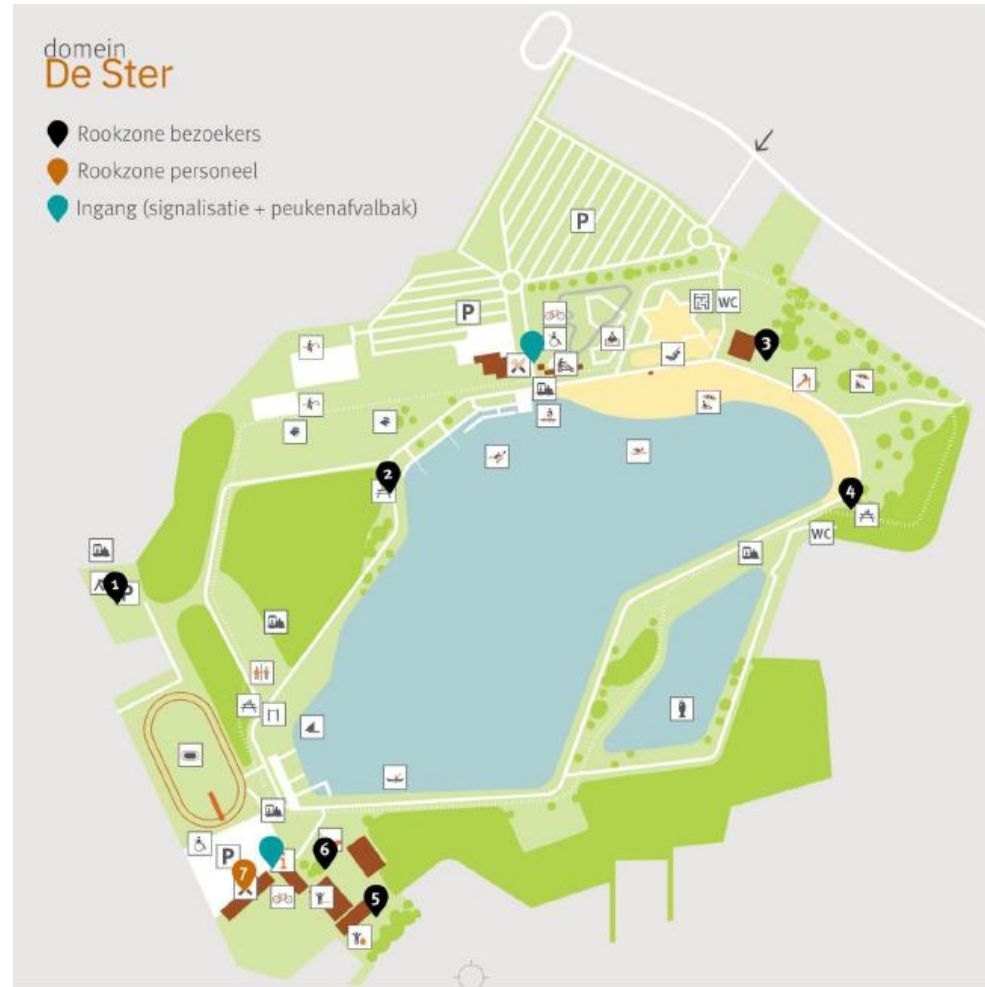 domein
De Ster
Rookzone bezoekers
Rookzone personeel
Ingang (signalisatie + peukenafvalbak)
P
WC
P
3
2
4
WC
1
P
6
P
i
7
5